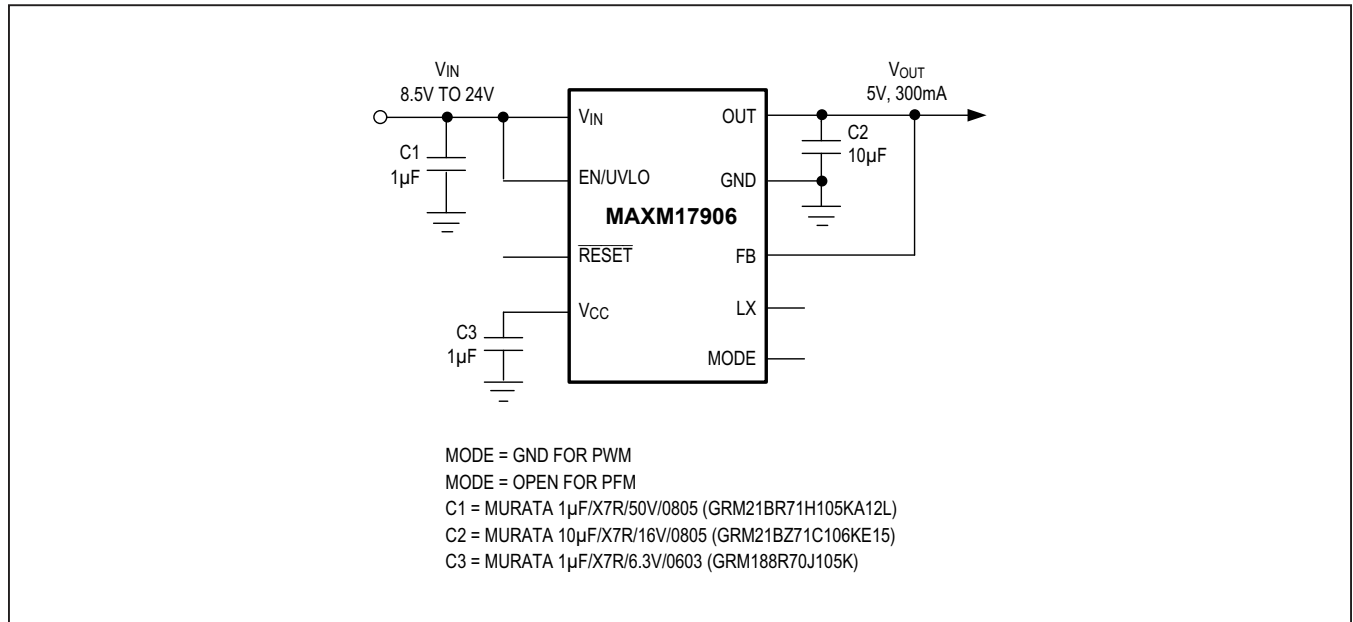 VIN
8.5V TO 24V
VOUT
5V, 300mA
C1
1µF
C2
10µF
C3
1µF
VIN
EN/UVLO
RESET
VCC
MAXM17906
OUT
GND
FB
LX
MODE
MODE = GND FOR PWM
MODE = OPEN FOR PFM
C1 = MURATA 1µF/X7R/50V/0805 (GRM21BR71H105KA12L)
C2 = MURATA 10µF/X7R/16V/0805 (GRM21BZ71C106KE15)
C3 = MURATA 1µF/X7R/6.3V/0603 (GRM188R70J105K)